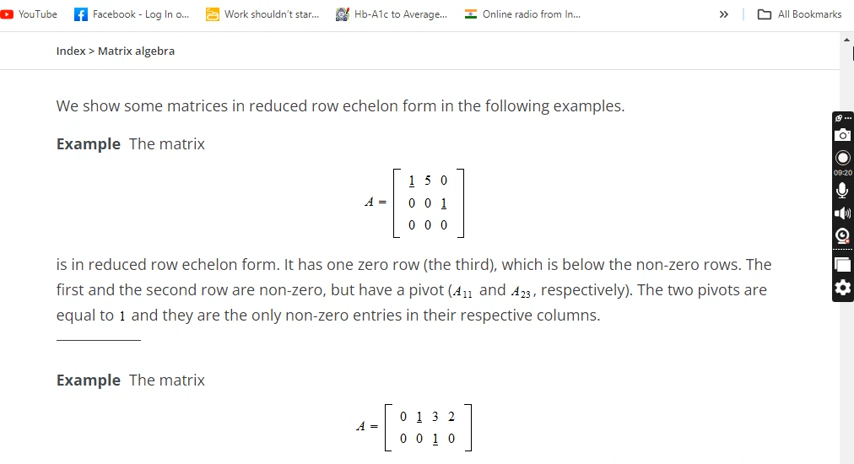 YouTube Facebook - Log In o... Work shouldn't star... Hb-A1c to Average... Online radio from In... » All Bookmarks
Index > Matrix algebra
We show some matrices in reduced row echelon form in the following examples.
Example The matrix
A = [
1 5 0
0 0 1
0 0 0
]
is in reduced row echelon form. It has one zero row (the third), which is below the non-zero rows. The
first and the second row are non-zero, but have a pivot (A11 and A23, respectively). The two pivots are
equal to 1 and they are the only non-zero entries in their respective columns.
Example The matrix
A = [
0 1 3 2
0 0 1 0
]
09:20